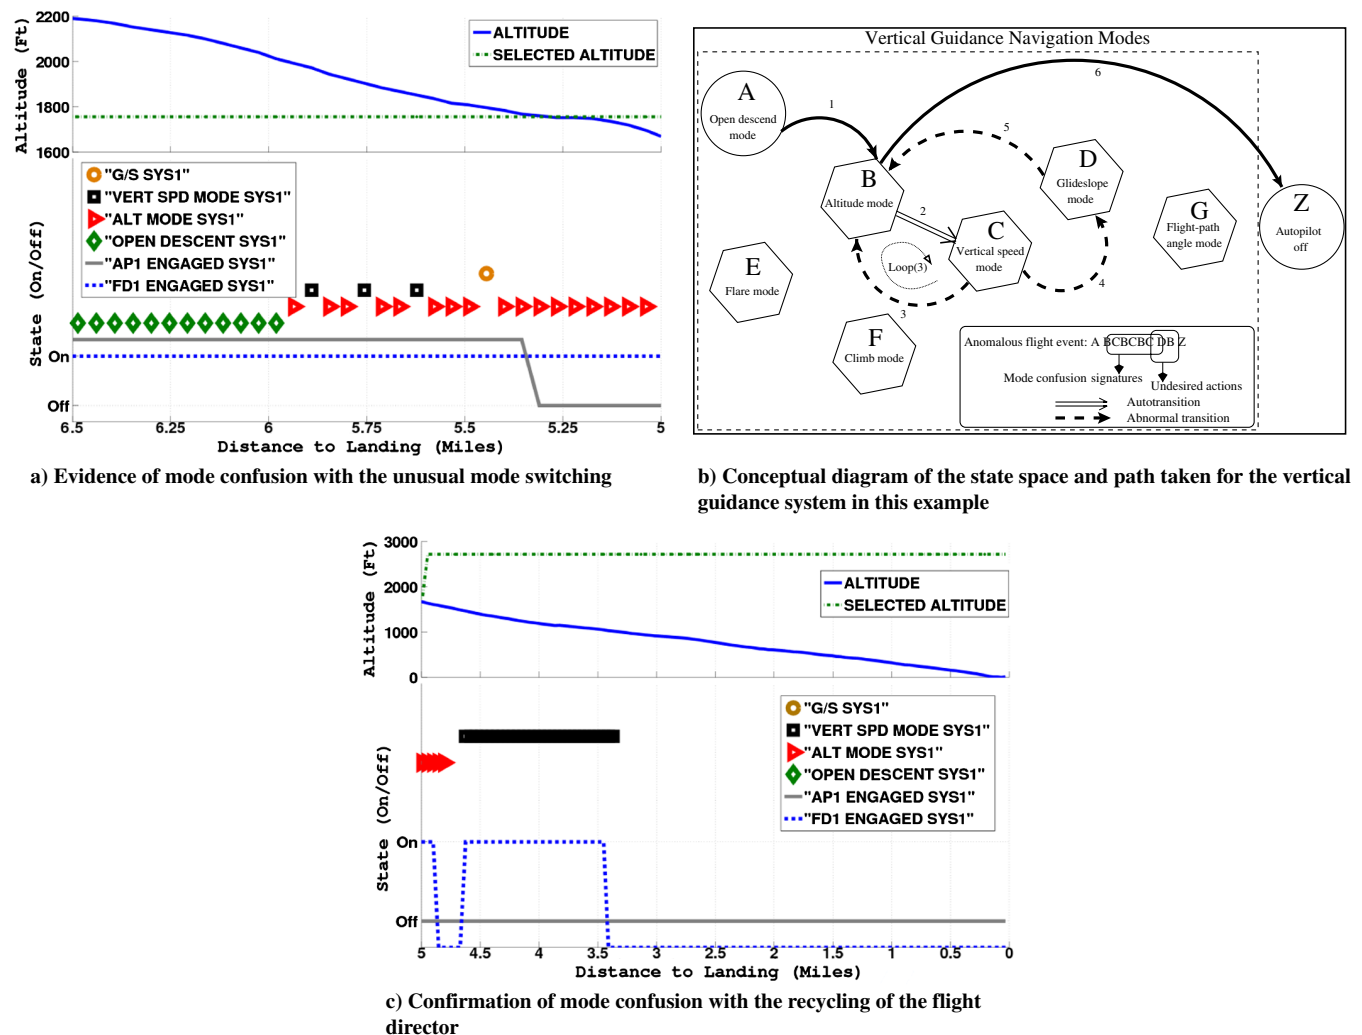 2200
2000
1800
1600
Altitude (Ft)
ALTITUDE
SELECTED ALTITUDE
"G/S SYS1"
"VERT SPD MODE SYS1"
"ALT MODE SYS1"
"OPEN DESCENT SYS1"
"AP1 ENGAGED SYS1"
"FD1 ENGAGED SYS1"
State (On/Off)
On
Off
6.5 6.25 6 5.75 5.5 5.25 5
Distance to Landing (Miles)
a) Evidence of mode confusion with the unusual mode switching
Vertical Guidance Navigation Modes
A
Open descend
mode
1
6
5
B
Altitude mode
2
D
Glideslope
mode
C
Vertical speed
mode
G
Flight-path
angle mode
Z
Autopilot
off
E
Flare mode
Loop(3)
3
4
F
Climb mode
Anomalous flight event: A BCBCBC DB Z
Mode confusion signatures
Undesired actions
Autotransition
Abnormal transition
b) Conceptual diagram of the state space and path taken for the vertical
guidance system in this example
3000
2000
1000
0
Altitude (Ft)
ALTITUDE
SELECTED ALTITUDE
"G/S SYS1"
"VERT SPD MODE SYS1"
"ALT MODE SYS1"
"OPEN DESCENT SYS1"
"AP1 ENGAGED SYS1"
"FD1 ENGAGED SYS1"
State (On/Off)
On
Off
5 4.5 4 3.5 3 2.5 2 1.5 1 0.5 0
Distance to Landing (Miles)
c) Confirmation of mode confusion with the recycling of the flight
director